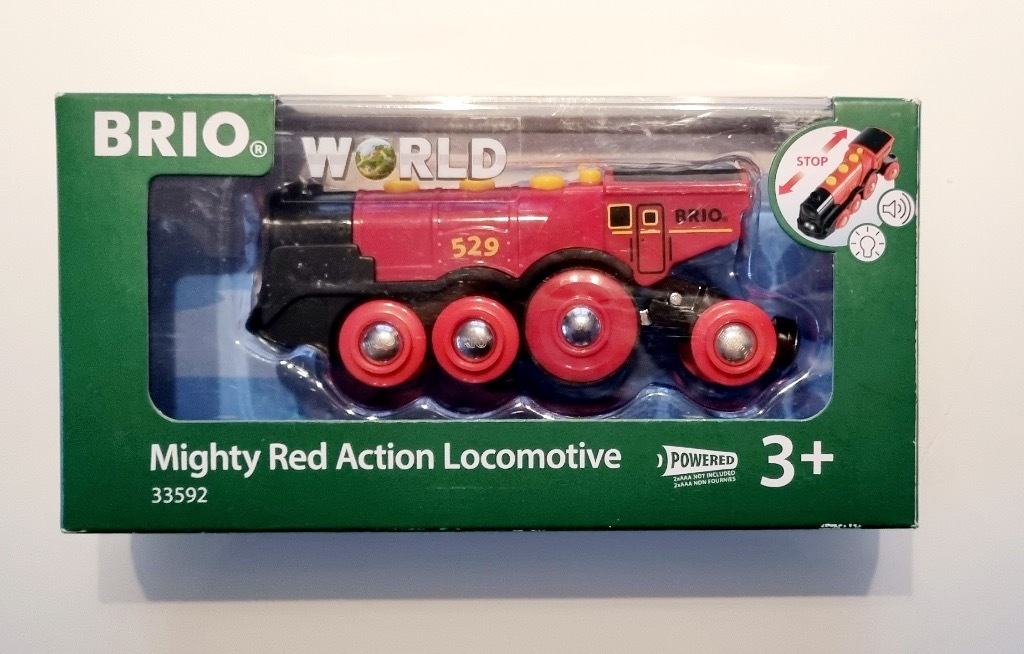 BRIO®
WORLD
STOP
BRIO®
529
Mighty Red Action Locomotive
33592
POWERED
2xAAA NOT INCLUDED
2xAAA NON FOURNIES
3+